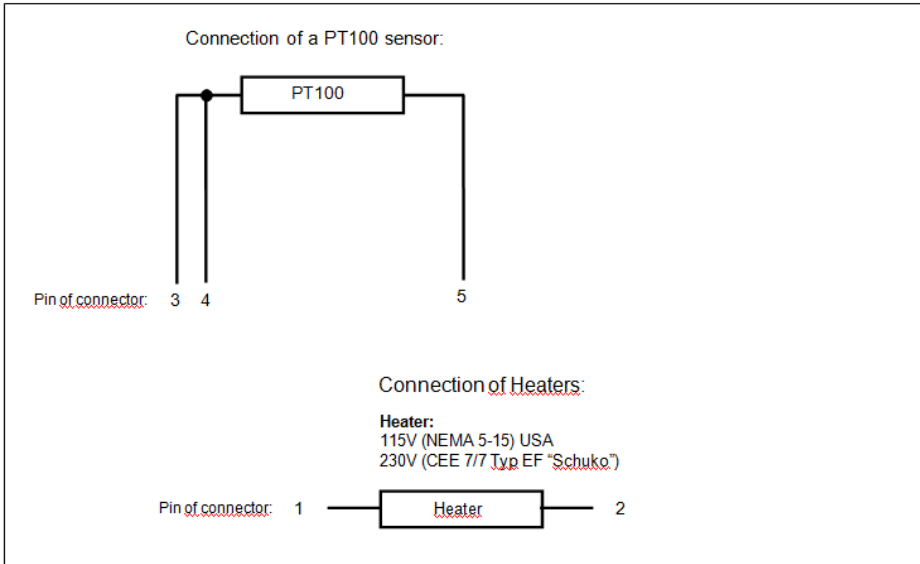 Connection of a PT100 sensor:
PT100
Pin of connector: 3 4 5
Connection of Heaters:
Heater:
115V (NEMA 5-15) USA
230V (CEE 7/7 Typ EF “Schuko”)
Pin of connector: 1 Heater 2